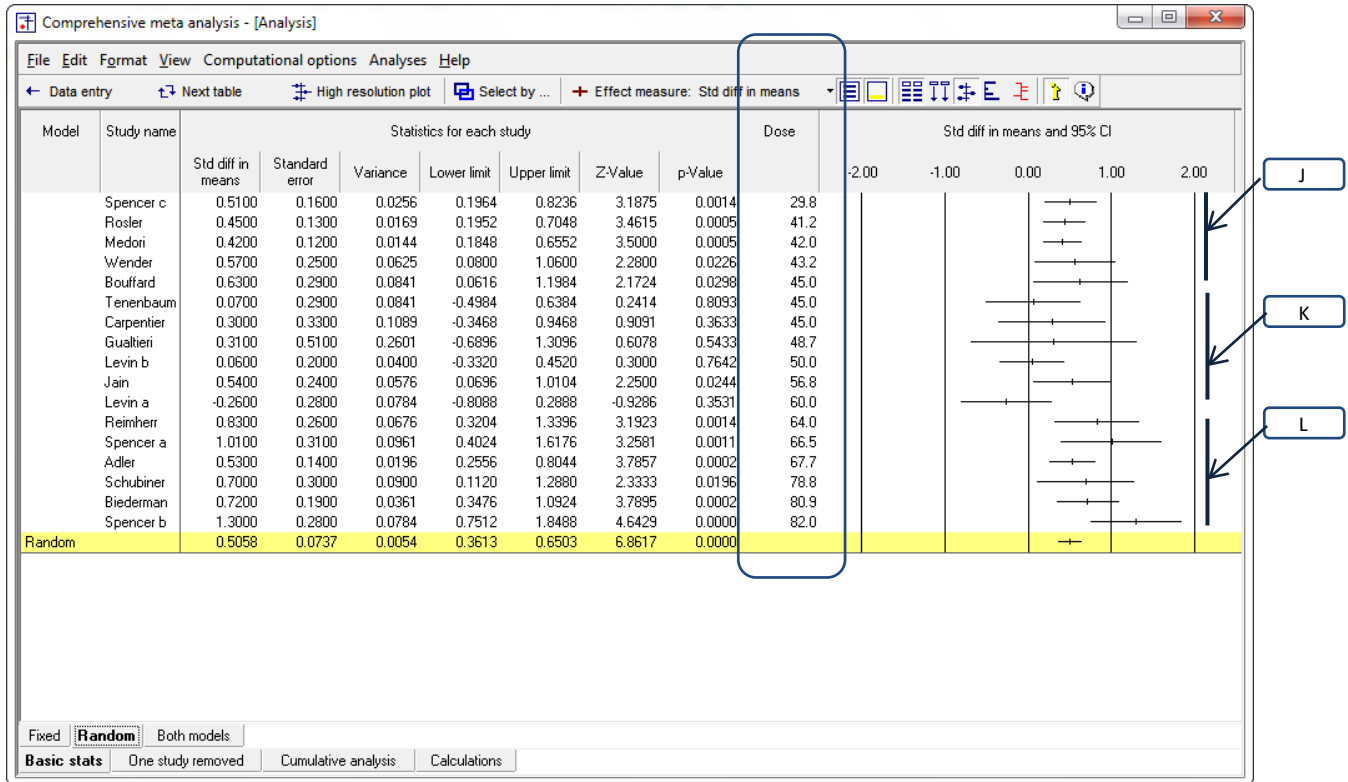 Comprehensive meta analysis - [Analysis]
File Edit Format View Computational options Analyses Help
← Data entry Next table High resolution plot Select by ... Effect measure: Std diff in means
Model Study name Statistics for each study Dose Std diff in means and 95% CI
Std diff in means Standard error Variance Lower limit Upper limit Z-Value p-Value -2.00 -1.00 0.00 1.00 2.00
J
Spencer c 0.5100 0.1600 0.0256 0.1964 0.8236 3.1875 0.0014 29.8
Rosler 0.4500 0.1300 0.0169 0.1952 0.7048 3.4615 0.0005 41.2
Medori 0.4200 0.1200 0.0144 0.1848 0.6552 3.5000 0.0005 42.0
Wender 0.5700 0.2500 0.0625 0.0800 1.0600 2.2800 0.0226 43.2
Bouffard 0.6300 0.2900 0.0841 0.0616 1.1984 2.1724 0.0298 45.0
Tenenbaum 0.0700 0.2900 0.0841 -0.4984 0.6384 0.2414 0.8093 45.0
K
Carpentier 0.3000 0.3300 0.1089 -0.3468 0.9468 0.9091 0.3633 45.0
Gualtieri 0.3100 0.5100 0.2601 -0.6896 1.3096 0.6078 0.5433 48.7
Levin b 0.0600 0.2000 0.0400 -0.3320 0.4520 0.3000 0.7642 50.0
Jain 0.5400 0.2400 0.0576 0.0696 1.0104 2.2500 0.0244 56.8
Levin a -0.2600 0.2800 0.0784 -0.8088 0.2888 -0.9286 0.3531 60.0
Reimherr 0.8300 0.2600 0.0676 0.3204 1.3396 3.1923 0.0014 64.0
L
Spencer a 1.0100 0.3100 0.0961 0.4024 1.6176 3.2581 0.0011 66.5
Adler 0.5300 0.1400 0.0196 0.2556 0.8044 3.7857 0.0002 67.7
Schubiner 0.7000 0.3000 0.0900 0.1120 1.2880 2.3333 0.0196 78.8
Biederman 0.7200 0.1900 0.0361 0.3476 1.0924 3.7895 0.0002 80.9
Spencer b 1.3000 0.2800 0.0784 0.7512 1.8488 4.6429 0.0000 82.0
Random 0.5058 0.0737 0.0054 0.3613 0.6503 6.8617 0.0000
Fixed Random Both models
Basic stats One study removed Cumulative analysis Calculations